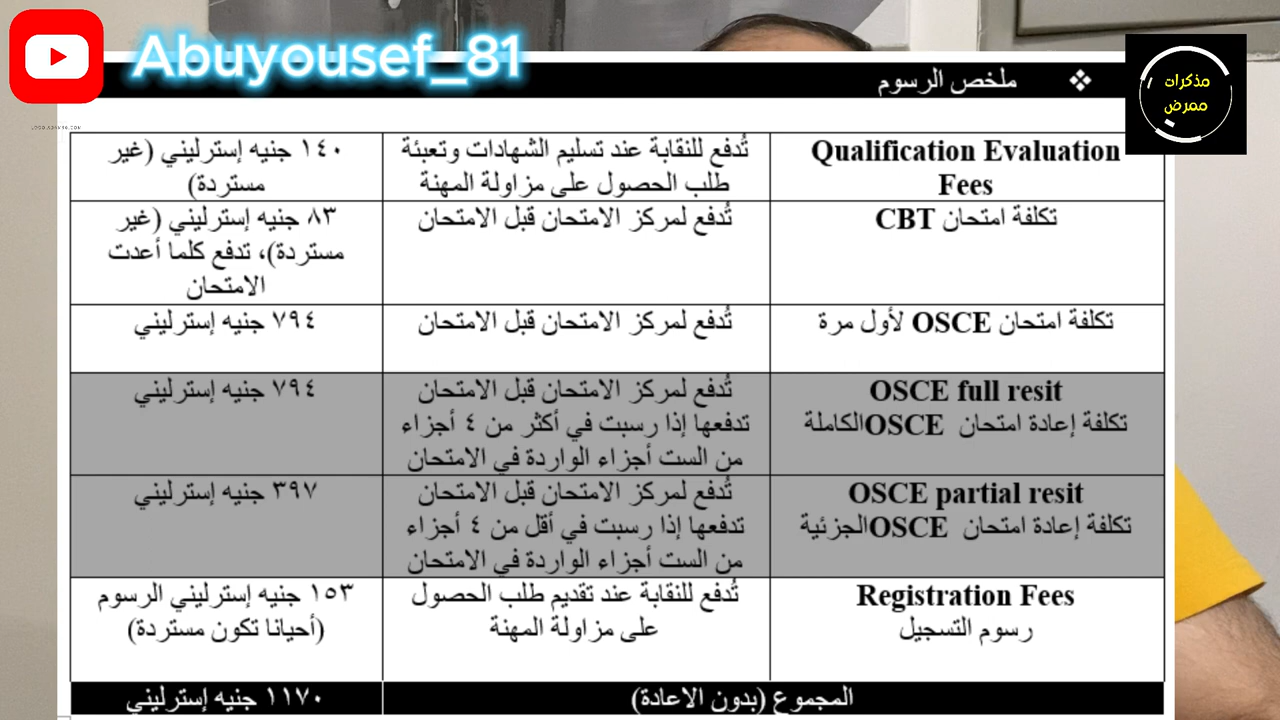 Abuyousef_81
❖ ملخص الرسوم
مذكرات
ممرض
Qualification Evaluation
Fees
تُدفع للنقابة عند تسليم الشهادات وتعبئة
طلب الحصول على مزاولة المهنة
١٤٠ جنيه إسترليني (غير
مستردة)
تكلفة امتحان CBT
تُدفع لمركز الامتحان قبل الامتحان
٨٣ جنيه إسترليني (غير
مستردة)، تدفع كلما أعدت
الامتحان
تكلفة امتحان OSCE لأول مرة
تُدفع لمركز الامتحان قبل الامتحان
٧٩٤ جنيه إسترليني
OSCE full resit
تكلفة إعادة امتحان OSCEالكاملة
تُدفع لمركز الامتحان قبل الامتحان
تدفعها إذا رسبت في أكثر من ٤ أجزاء
من الست أجزاء الواردة في الامتحان
٧٩٤ جنيه إسترليني
OSCE partial resit
تكلفة إعادة امتحان OSCEالجزئية
تُدفع لمركز الامتحان قبل الامتحان
تدفعها إذا رسبت في أقل من ٤ أجزاء
من الست أجزاء الواردة في الامتحان
٣٩٧ جنيه إسترليني
Registration Fees
رسوم التسجيل
تُدفع للنقابة عند تقديم طلب الحصول
على مزاولة المهنة
١٥٣ جنيه إسترليني الرسوم
(أحيانا تكون مستردة)
المجموع (بدون الاعادة)
١١٧٠ جنيه إسترليني